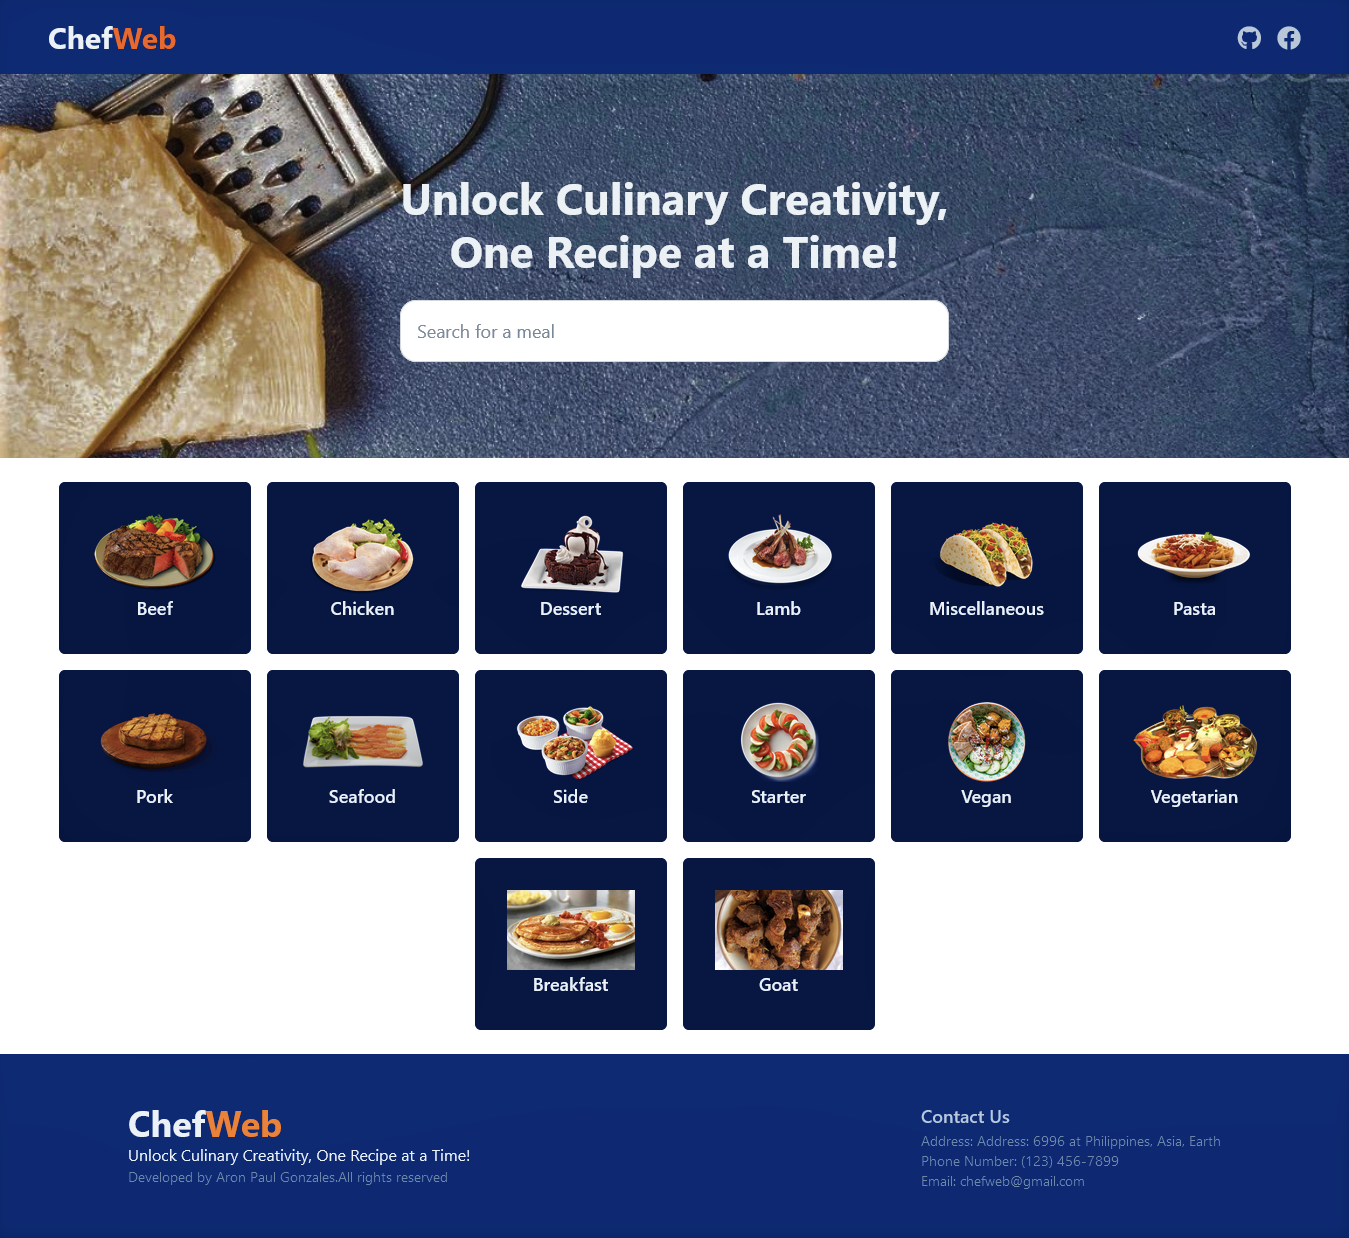 ChefWeb
Unlock Culinary Creativity,
One Recipe at a Time!
Search for a meal
Beef
Chicken
Dessert
Lamb
Miscellaneous
Pasta
Pork
Seafood
Side
Starter
Vegan
Vegetarian
Breakfast
Goat
ChefWeb
Unlock Culinary Creativity, One Recipe at a Time!
Developed by Aron Paul Gonzales.All rights reserved
Contact Us
Address: Address: 6996 at Philippines, Asia, Earth
Phone Number: (123) 456-7899
Email: chefweb@gmail.com